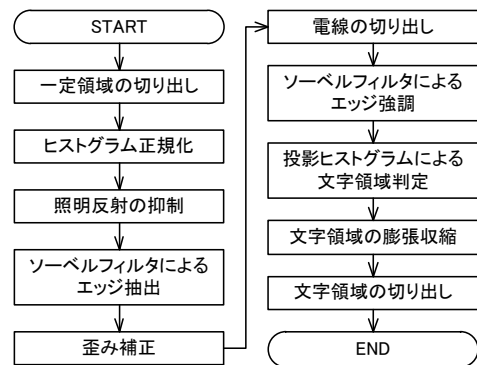 START
一定領域の切り出し
ヒストグラム正規化
照明反射の抑制
ソーベルフィルタによる
エッジ抽出
歪み補正
電線の切り出し
ソーベルフィルタによる
エッジ強調
投影ヒストグラムによる
文字領域判定
文字領域の膨張収縮
文字領域の切り出し
END